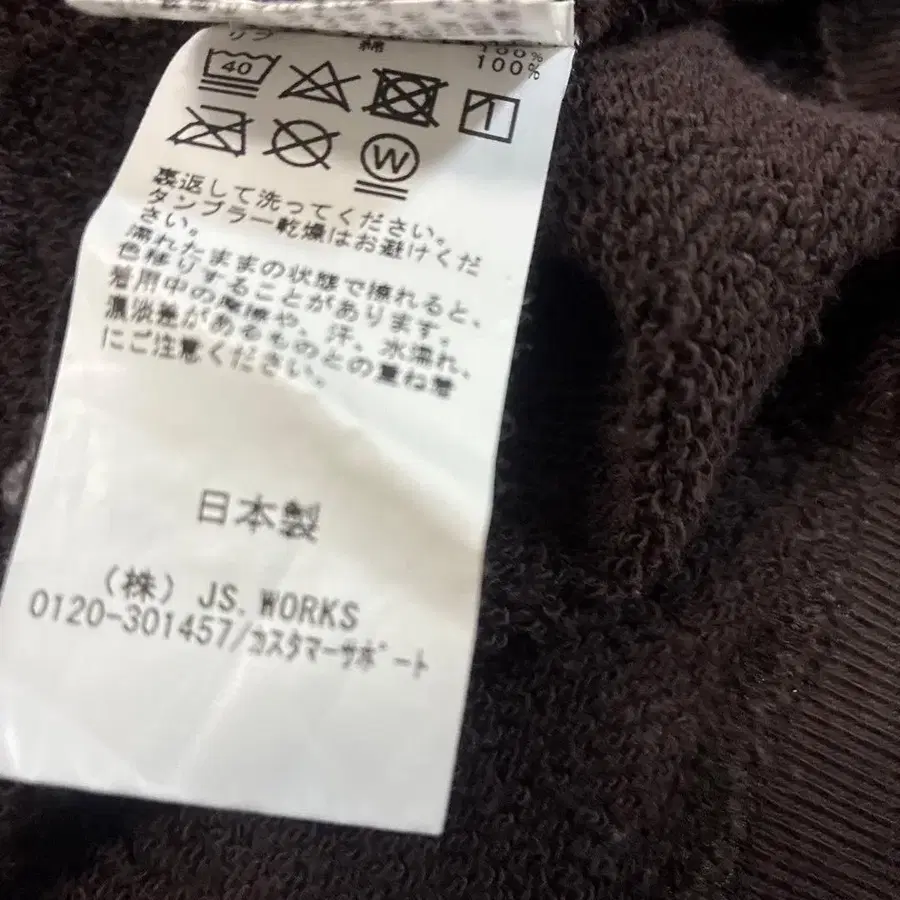 リブ 綿 100%
100%
40
W
裏返して洗ってください。
タンブラー乾燥はお避けくだ
さい。
濡れたままの状態で擦れると、
色移りすることがあります。
着用中の摩擦や、汗、水濡れ、
濃淡差があるものとの重ね着
にご注意ください。
日本製
(株) JS.WORKS
0120-301457/カスタマーサポート